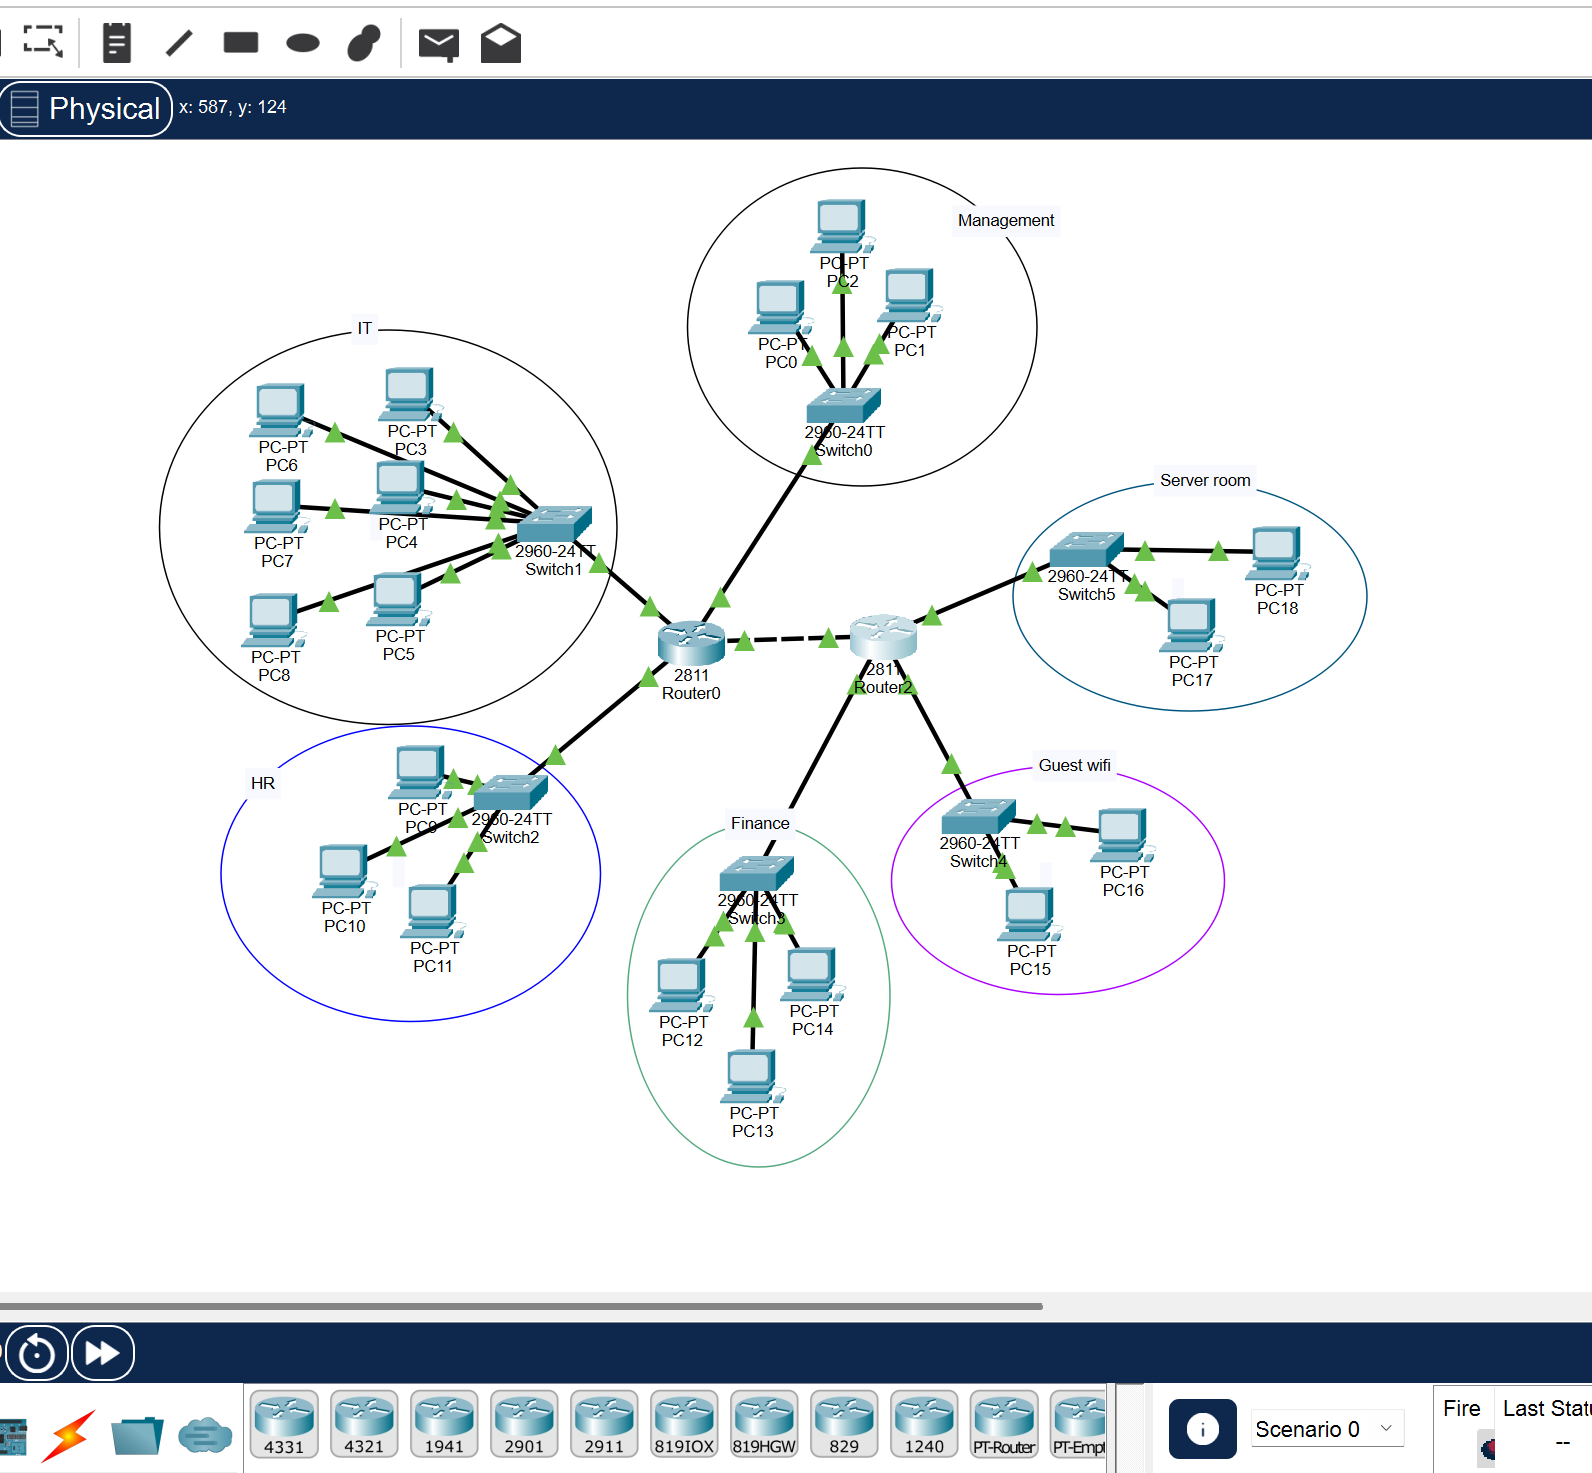 Physical
x: 587, y: 124
Management
PC-PT
PC2
PC-PT
PC0
PC-PT
PC1
2960-24TT
Switch0
IT
PC-PT
PC6
PC-PT
PC3
PC-PT
PC4
PC-PT
PC7
2960-24TT
Switch1
PC-PT
PC5
PC-PT
PC8
Server room
2960-24TT
Switch5
PC-PT
PC18
PC-PT
PC17
2811
Router0
2811
Router2
HR
PC-PT
PC9
2960-24TT
Switch2
PC-PT
PC10
PC-PT
PC11
Finance
2960-24TT
Switch3
PC-PT
PC12
PC-PT
PC14
PC-PT
PC13
Guest wifi
2960-24TT
Switch4
PC-PT
PC16
PC-PT
PC15
4331
4321
1941
2901
2911
819IOX
819HGW
829
1240
PT-Router
PT-Empt
Scenario 0
Fire
Last Statu
--